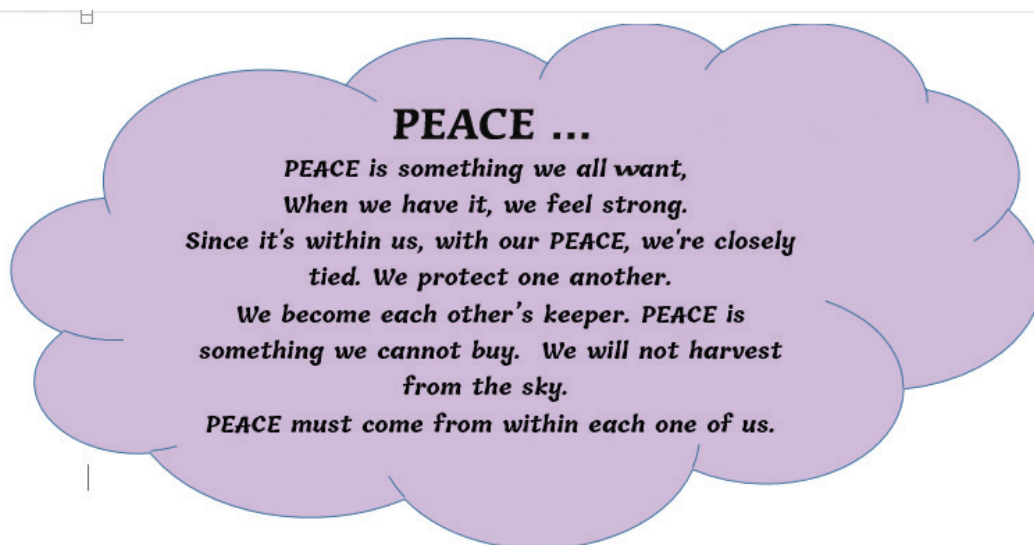 PEACE ...
PEACE is something we all want,
When we have it, we feel strong.
Since it's within us, with our PEACE, we're closely
tied. We protect one another.
We become each other's keeper. PEACE is
something we cannot buy.  We will not harvest
from the sky.
PEACE must come from within each one of us.